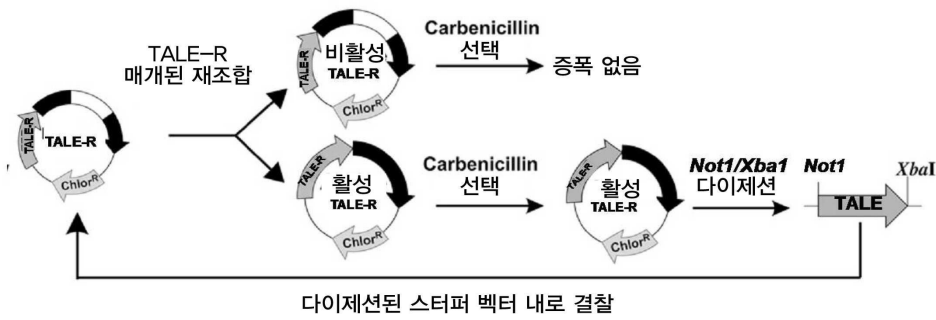 TALE-R
매개된 재조합
TALE-R
TALE-R
Chlor^R
TALE-R
비활성
TALE-R
Chlor^R
Carbenicillin
선택
증폭 없음
TALE-R
활성
TALE-R
Chlor^R
Carbenicillin
선택
TALE-R
활성
TALE-R
Chlor^R
Not1/Xba1
다이제션
Not1
XbaI
TALE
다이제션된 스터퍼 벡터 내로 결찰